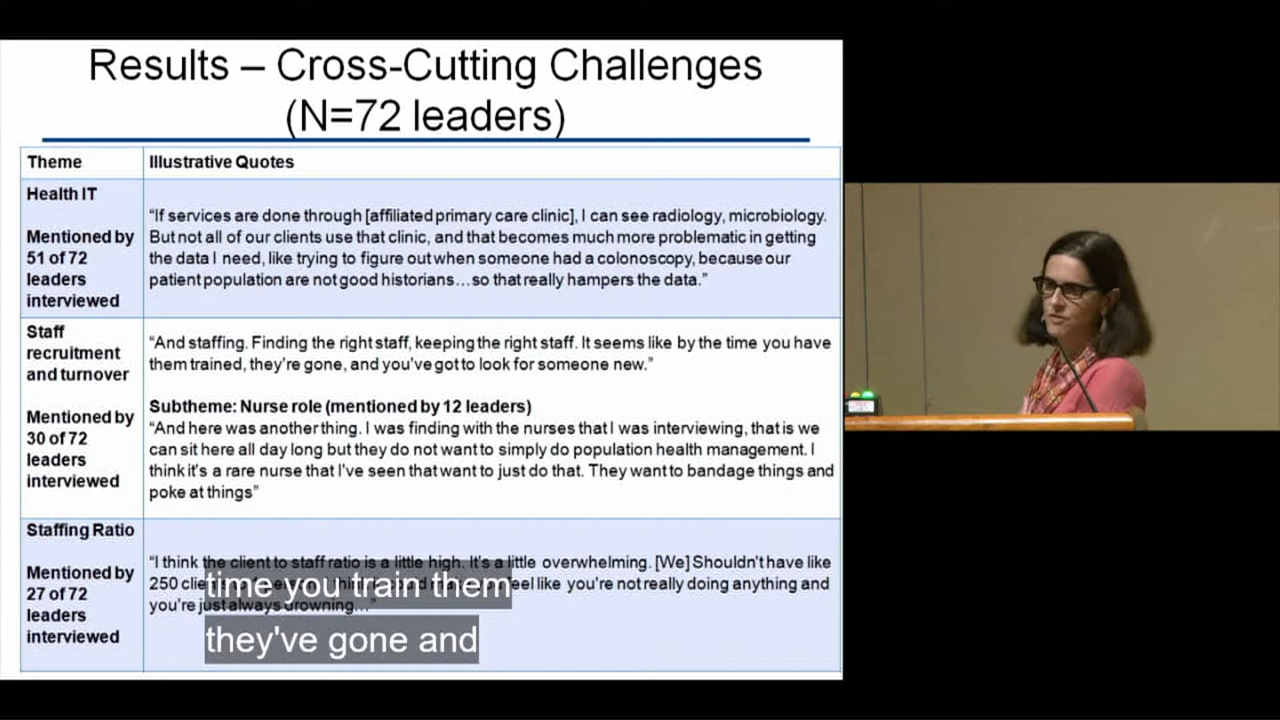 Results – Cross-Cutting Challenges
(N=72 leaders)
Theme
Illustrative Quotes
Health IT
Mentioned by
51 of 72
leaders
interviewed
“If services are done through [affiliated primary care clinic], I can see radiology, microbiology.
But not all of our clients use that clinic, and that becomes much more problematic in getting
the data I need, like trying to figure out when someone had a colonoscopy, because our
patient population are not good historians…so that really hampers the data.”
Staff
recruitment
and turnover
Mentioned by
30 of 72
leaders
interviewed
“And staffing. Finding the right staff, keeping the right staff. It seems like by the time you have
them trained, they’re gone, and you’ve got to look for someone new.”
Subtheme: Nurse role (mentioned by 12 leaders)
“And here was another thing. I was finding with the nurses that I was interviewing, that is we
can sit here all day long but they do not want to simply do population health management. I
think it’s a rare nurse that I’ve seen that want to just do that. They want to bandage things and
poke at things”
Staffing Ratio
Mentioned by
27 of 72
leaders
interviewed
“I think the client to staff ratio is a little high. It’s a little overwhelming. [We] Shouldn’t have like
250 feel like you’re not really doing anything and
you’re just always drowning…”
time you train them
they've gone and